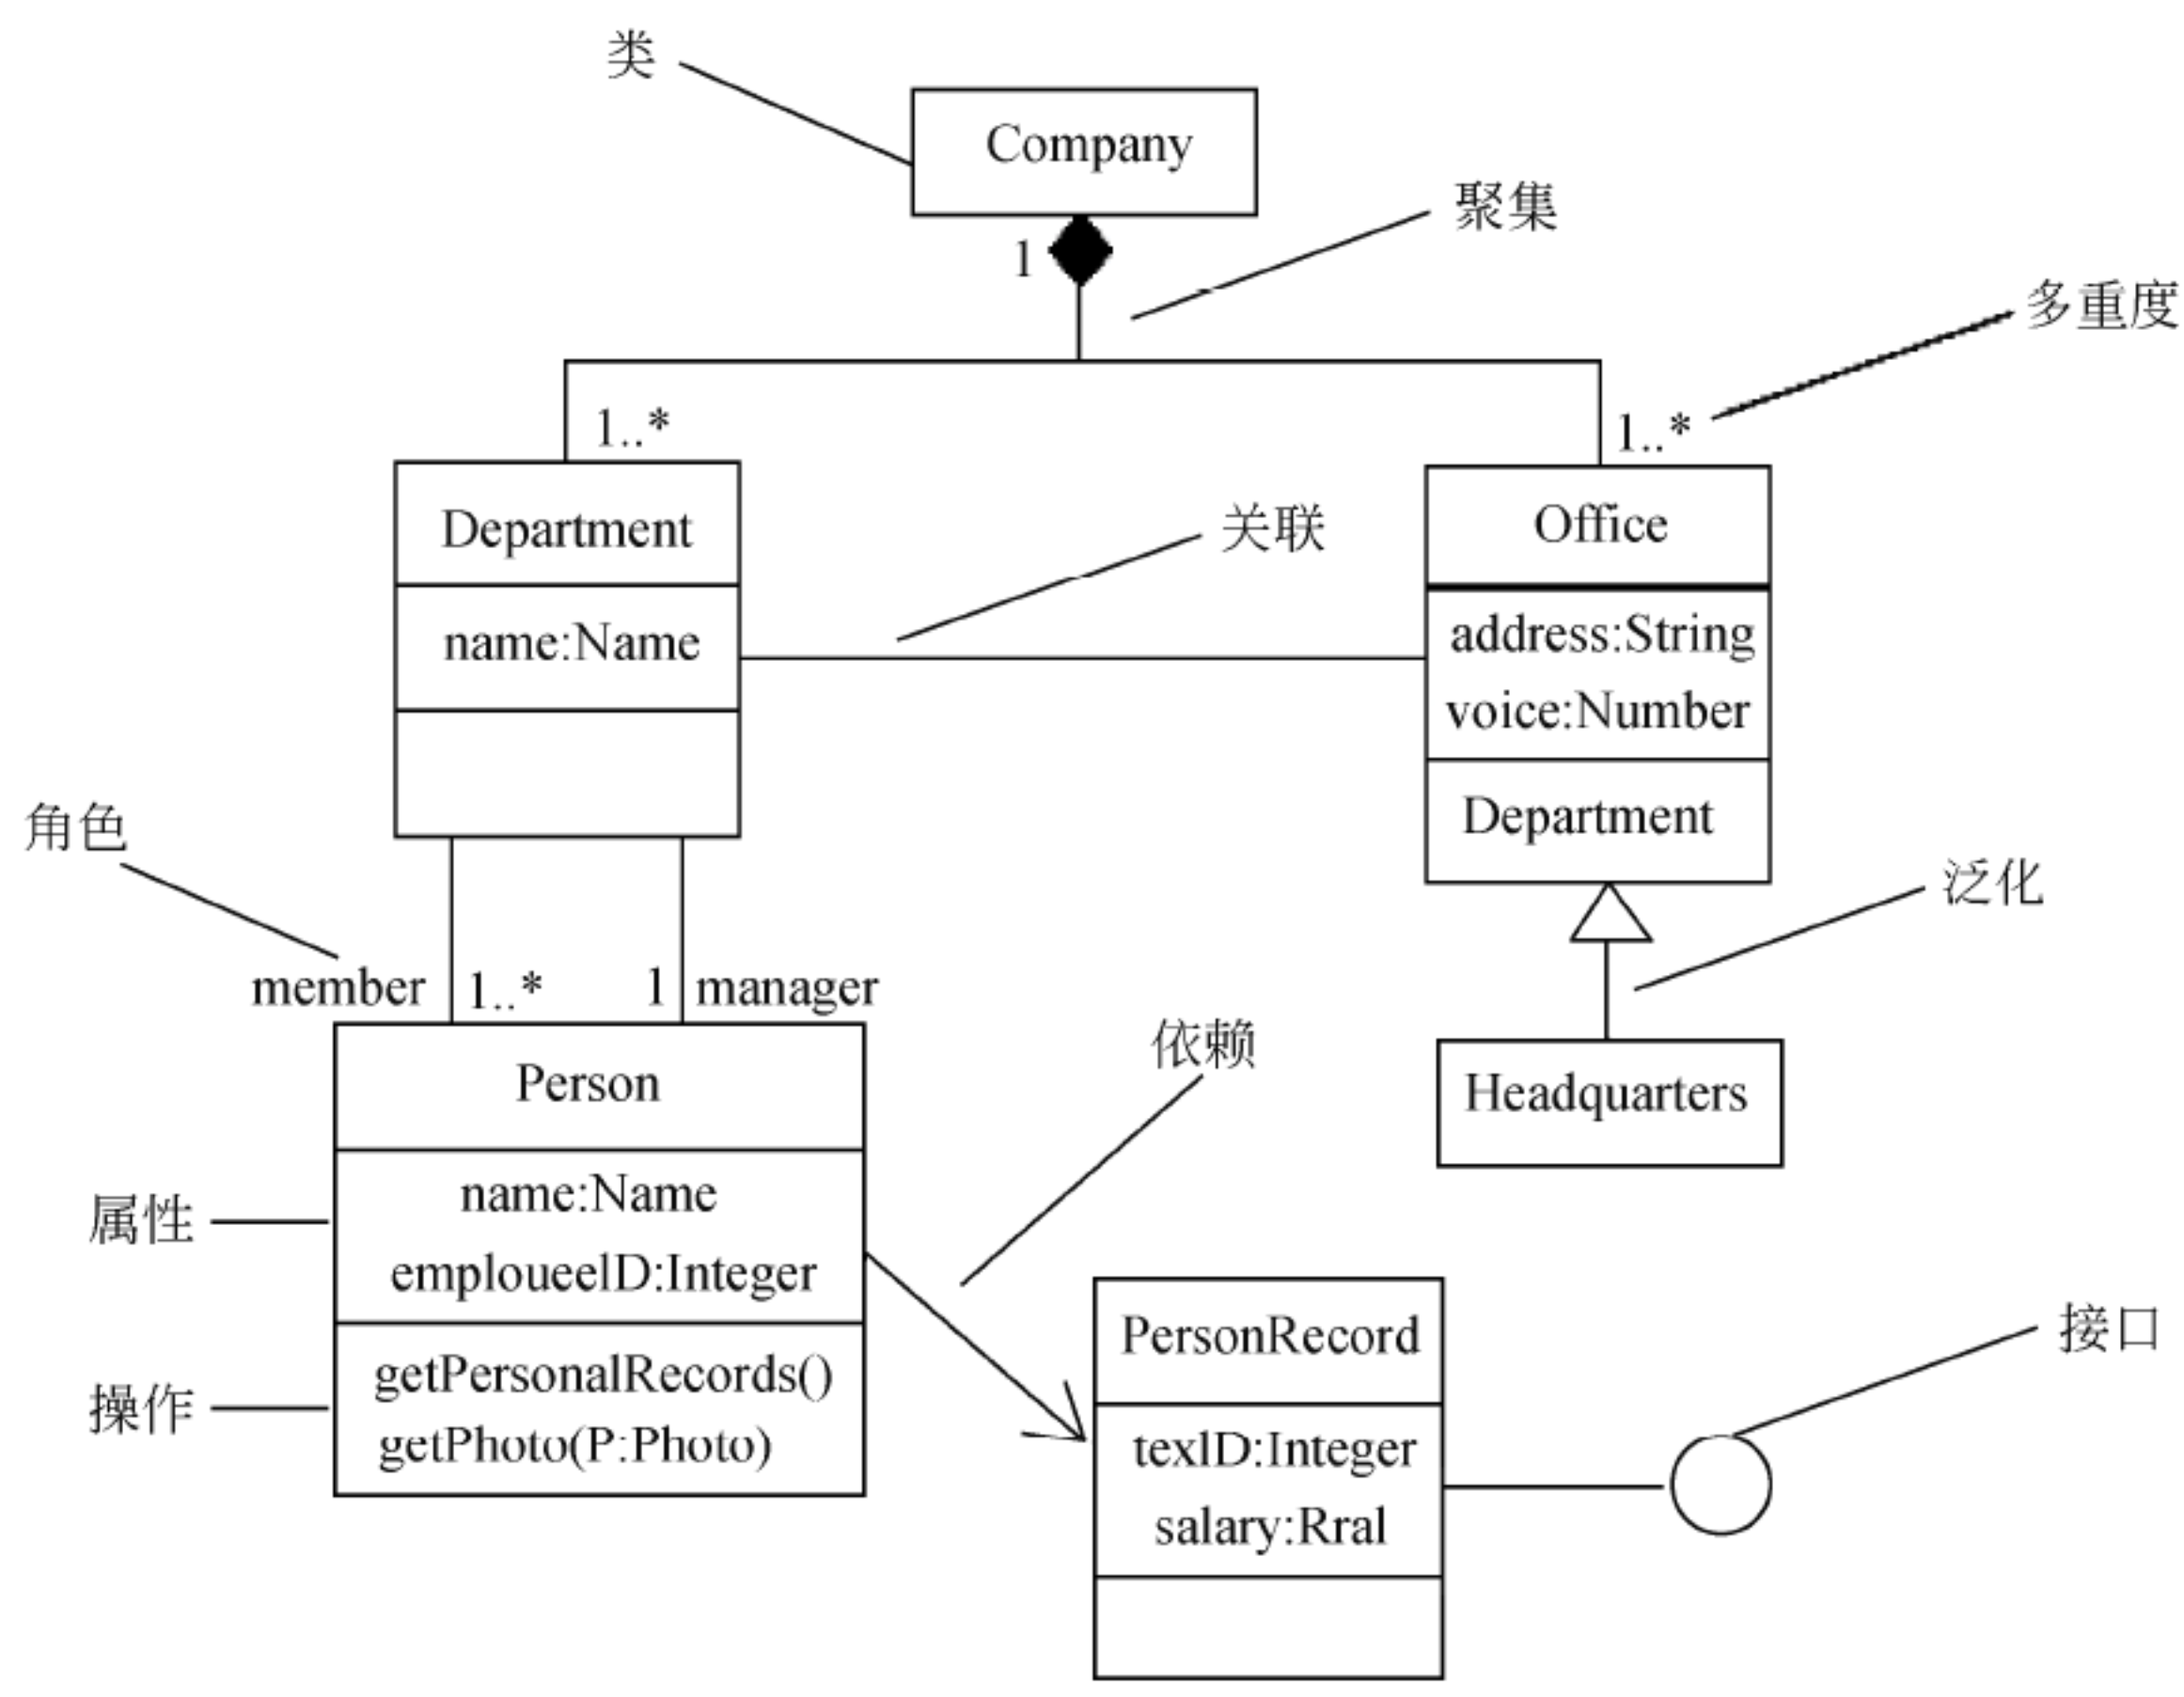 类
Company
聚集
1
多重度
1..*
1..*
Department
关联
Office
name:Name
address:String
voice:Number
Department
角色
泛化
member
1..*
1
manager
依赖
Person
Headquarters
属性
name:Name
emploueelD:Integer
PersonRecord
接口
操作
getPersonalRecords()
getPhoto(P:Photo)
texlD:Integer
salary:Rral